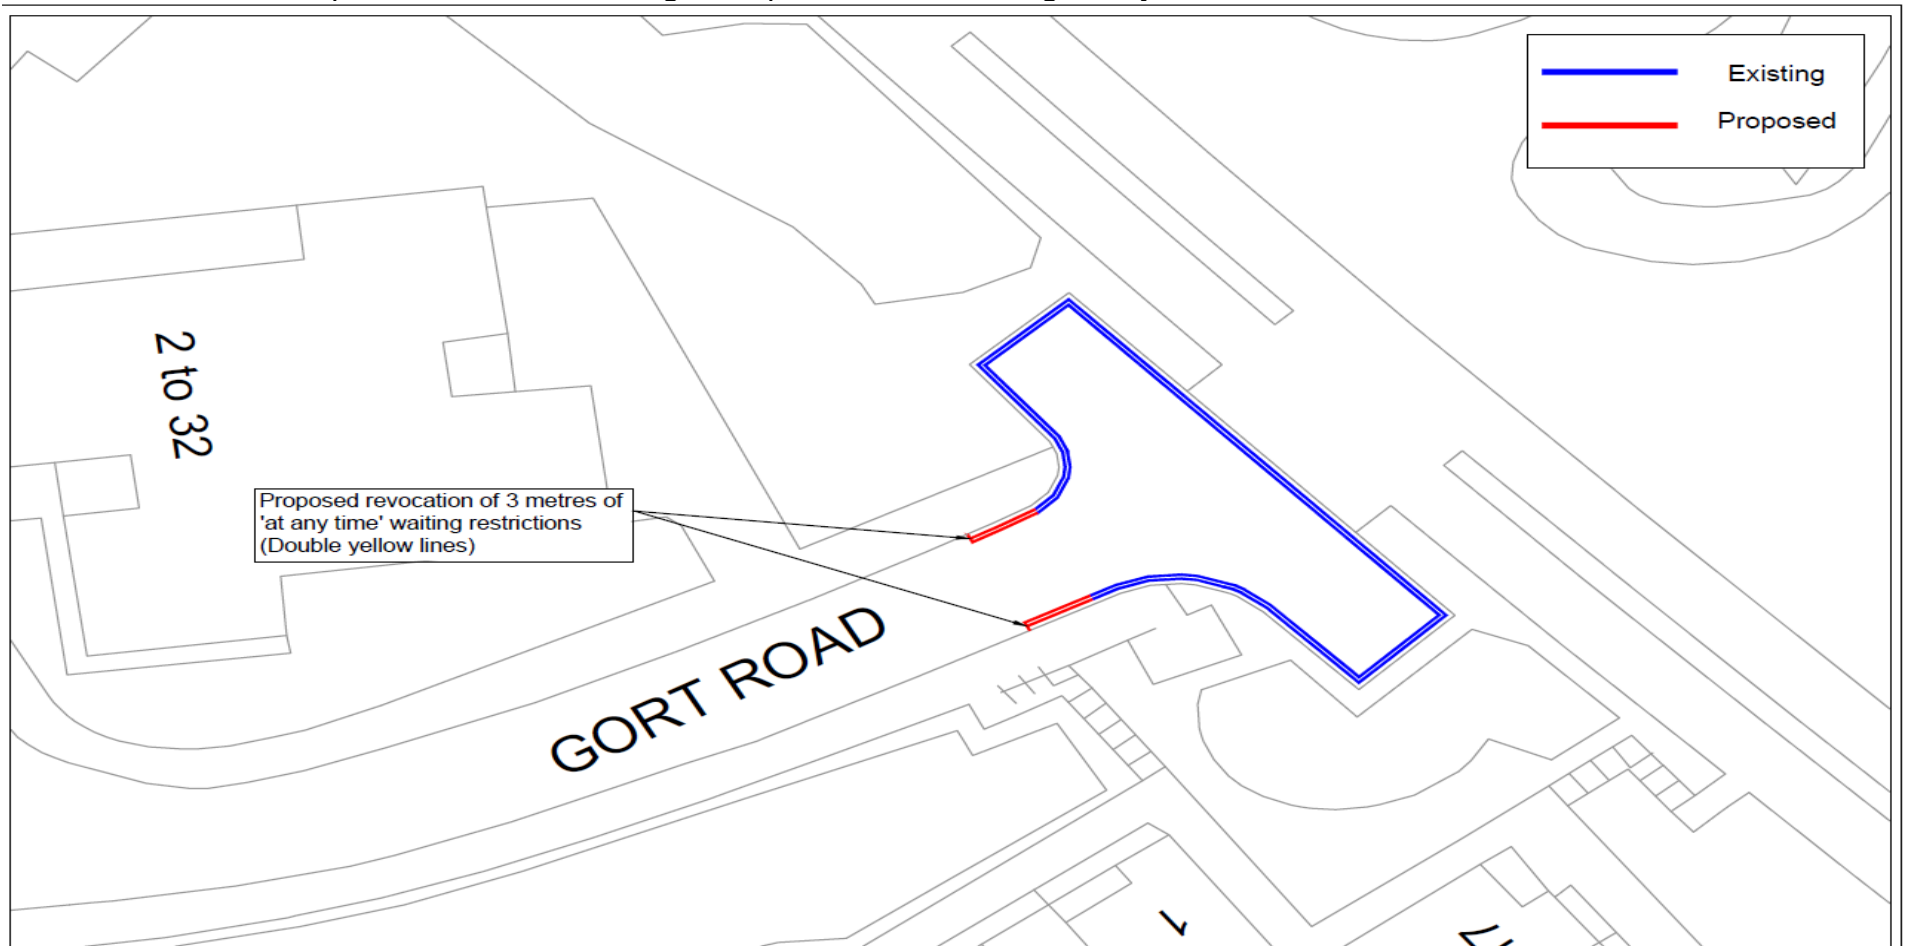 Existing
Proposed
2 to 32
Proposed revocation of 3 metres of
'at any time' waiting restrictions
(Double yellow lines)
GORT ROAD
1